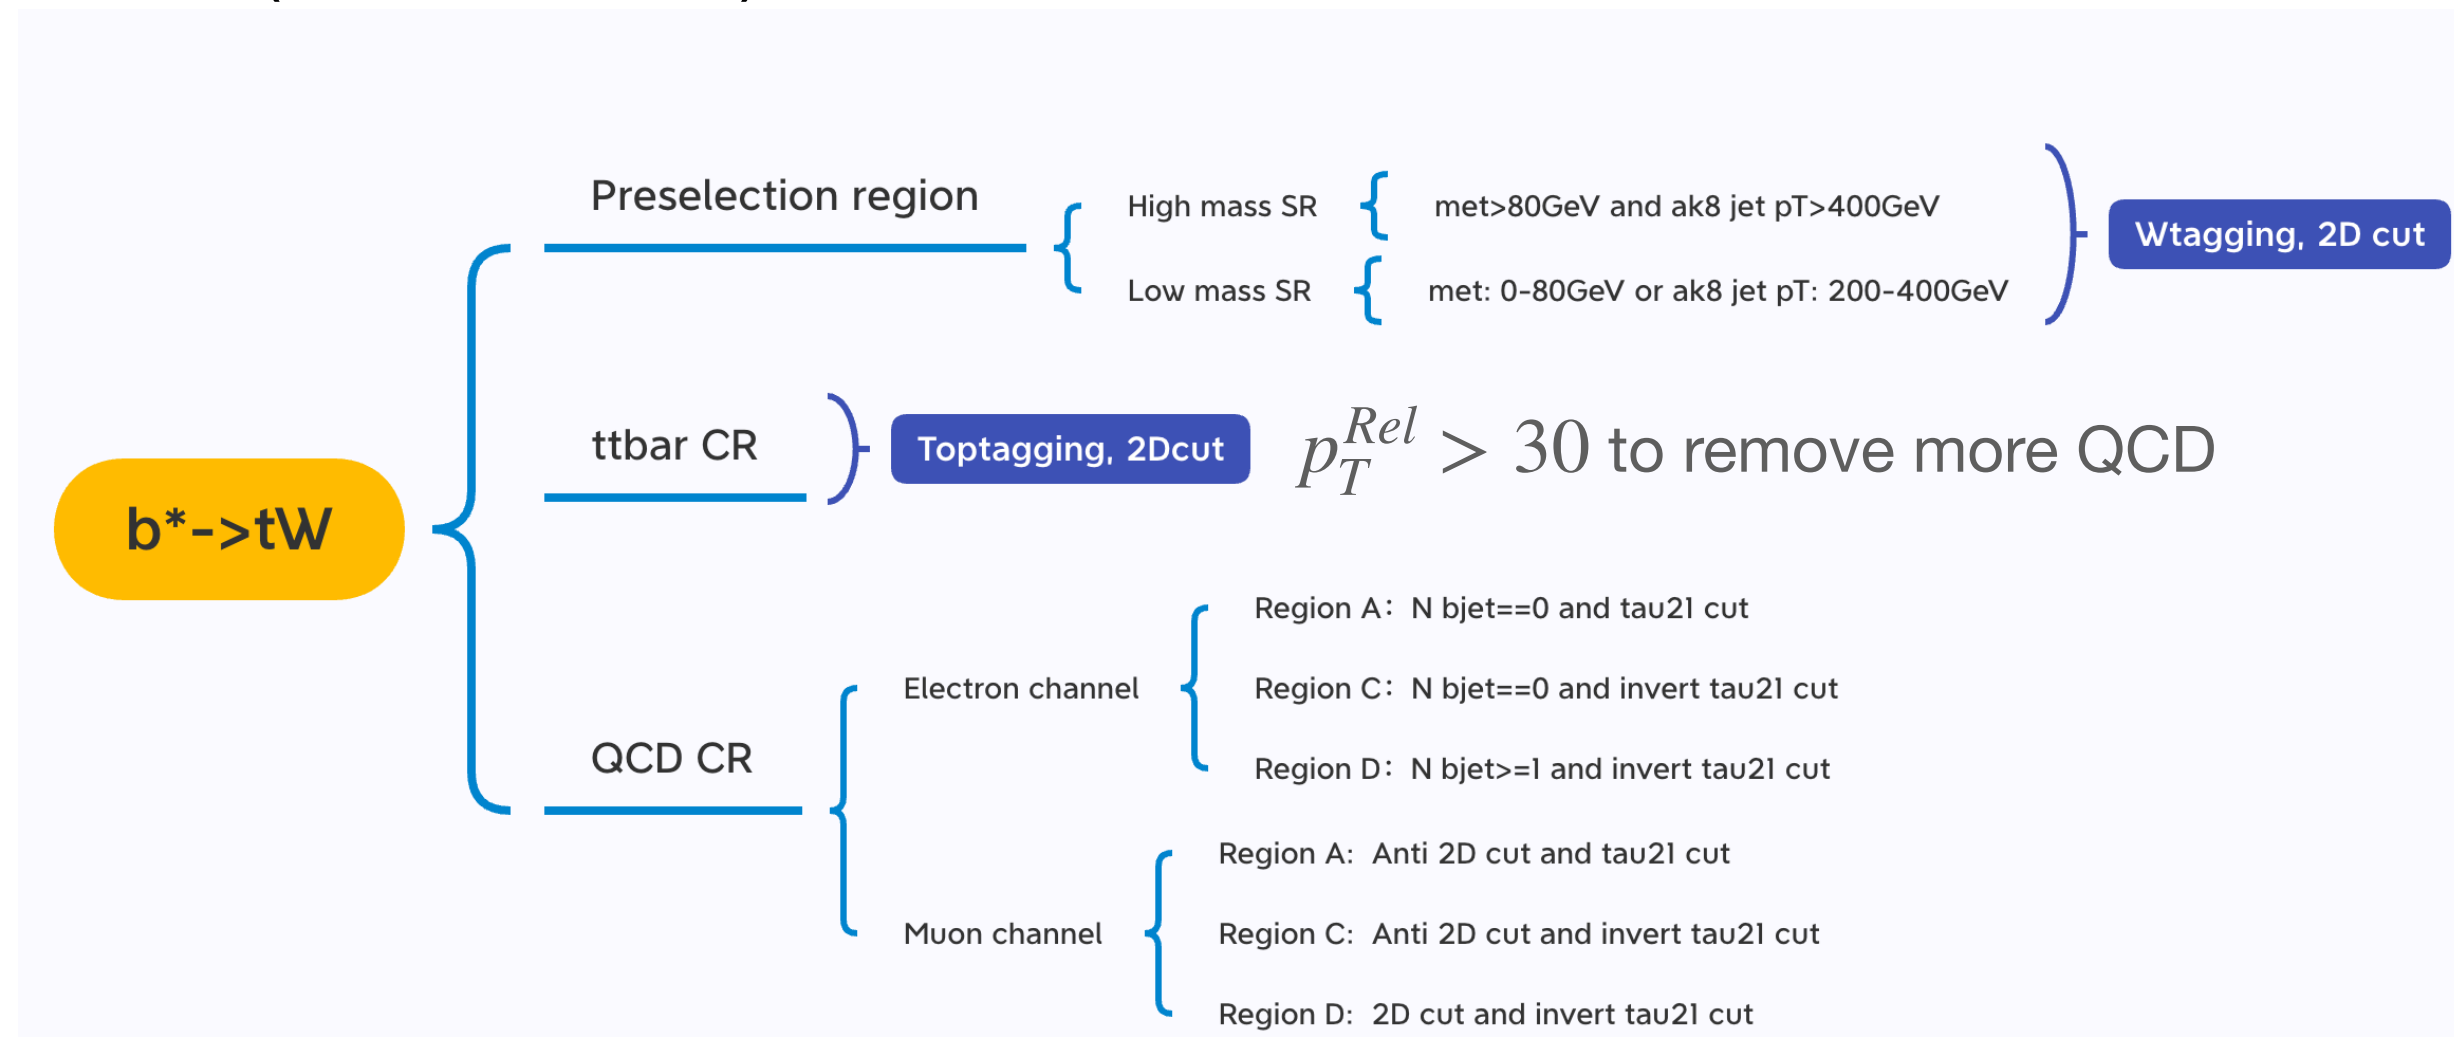 Preselection region
High mass SR
met>80GeV and ak8 jet pT>400GeV
Low mass SR
met: 0-80GeV or ak8 jet pT: 200-400GeV
Wtagging, 2D cut
ttbar CR
Toptagging, 2Dcut
p_T^{Rel} > 30 to remove more QCD
b*->tW
QCD CR
Electron channel
Region A: N bjet==0 and tau21 cut
Region C: N bjet==0 and invert tau21 cut
Region D: N bjet>=1 and invert tau21 cut
Muon channel
Region A: Anti 2D cut and tau21 cut
Region C: Anti 2D cut and invert tau21 cut
Region D: 2D cut and invert tau21 cut